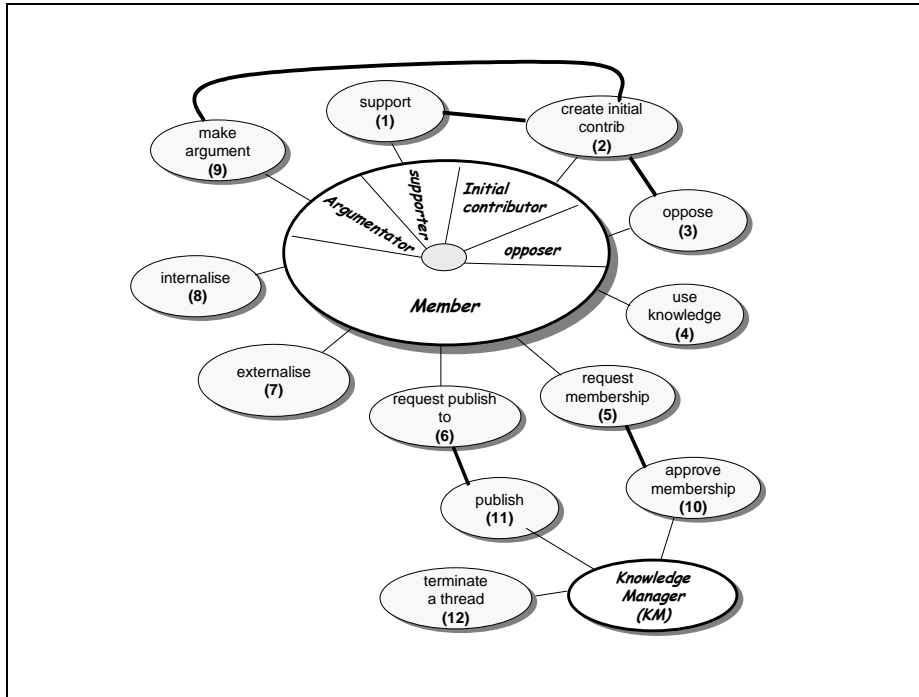 support
(1)
create initial
contrib
(2)
make
argument
(9)
supporter
Initial
contributor
Argumentator
oppose
(3)
opposer
internalise
(8)
Member
use
knowledge
(4)
externalise
(7)
request publish
to
(6)
request
membership
(5)
approve
membership
(10)
publish
(11)
terminate
a thread
(12)
Knowledge
Manager
(KM)